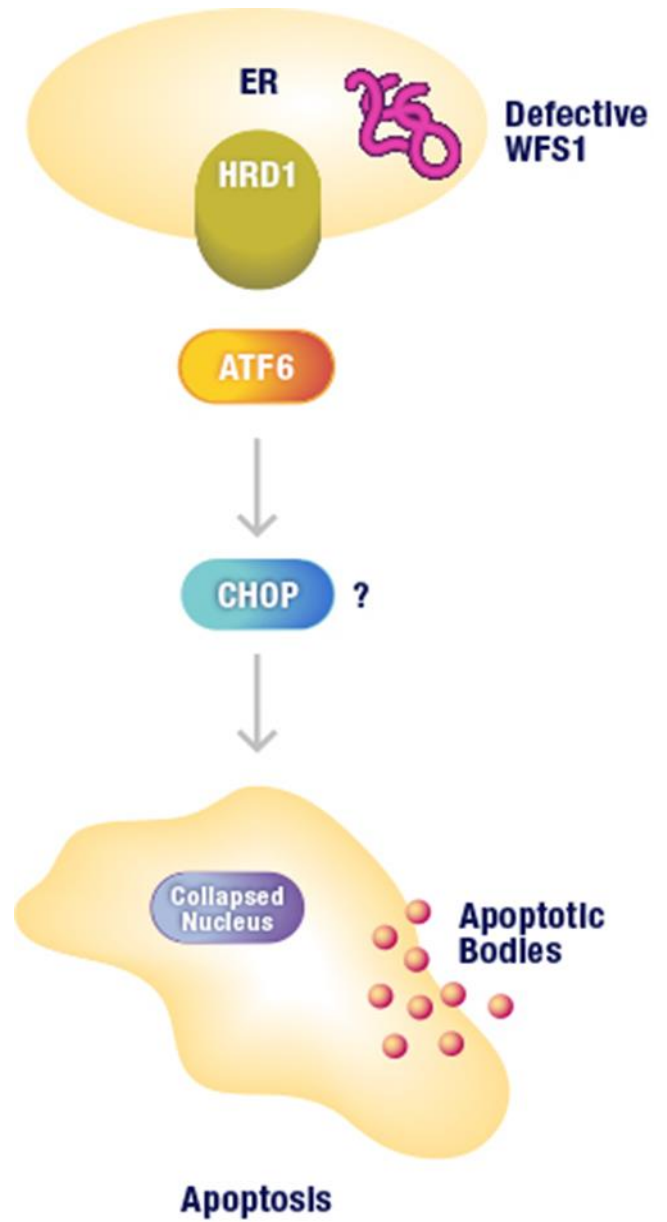 ER
Defective
WFS1
HRD1
ATF6
CHOP ?
Collapsed
Nucleus
Apoptotic
Bodies
Apoptosis